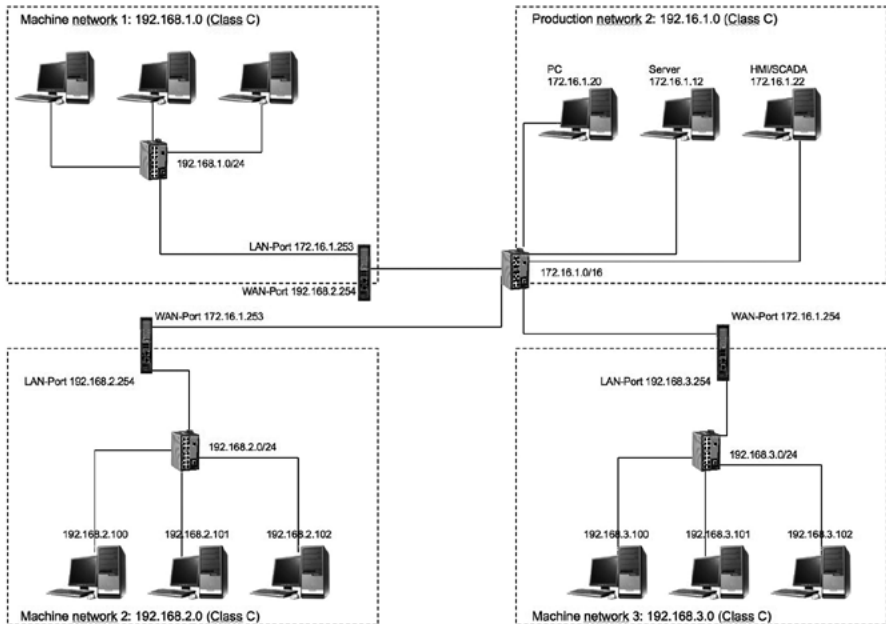 Machine network 1: 192.168.1.0 (Class C)
192.168.1.0/24
LAN-Port 172.16.1.253
WAN-Port 192.168.2.254
Production network 2: 192.16.1.0 (Class C)
PC
172.16.1.20
Server
172.16.1.12
HMI/SCADA
172.16.1.22
172.16.1.0/16
WAN-Port 172.16.1.253
LAN-Port 192.168.2.254
192.168.2.0/24
192.168.2.100
192.168.2.101
192.168.2.102
Machine network 2: 192.168.2.0 (Class C)
WAN-Port 172.16.1.254
LAN-Port 192.168.3.254
192.168.3.0/24
192.168.3.100
192.168.3.101
192.168.3.102
Machine network 3: 192.168.3.0 (Class C)